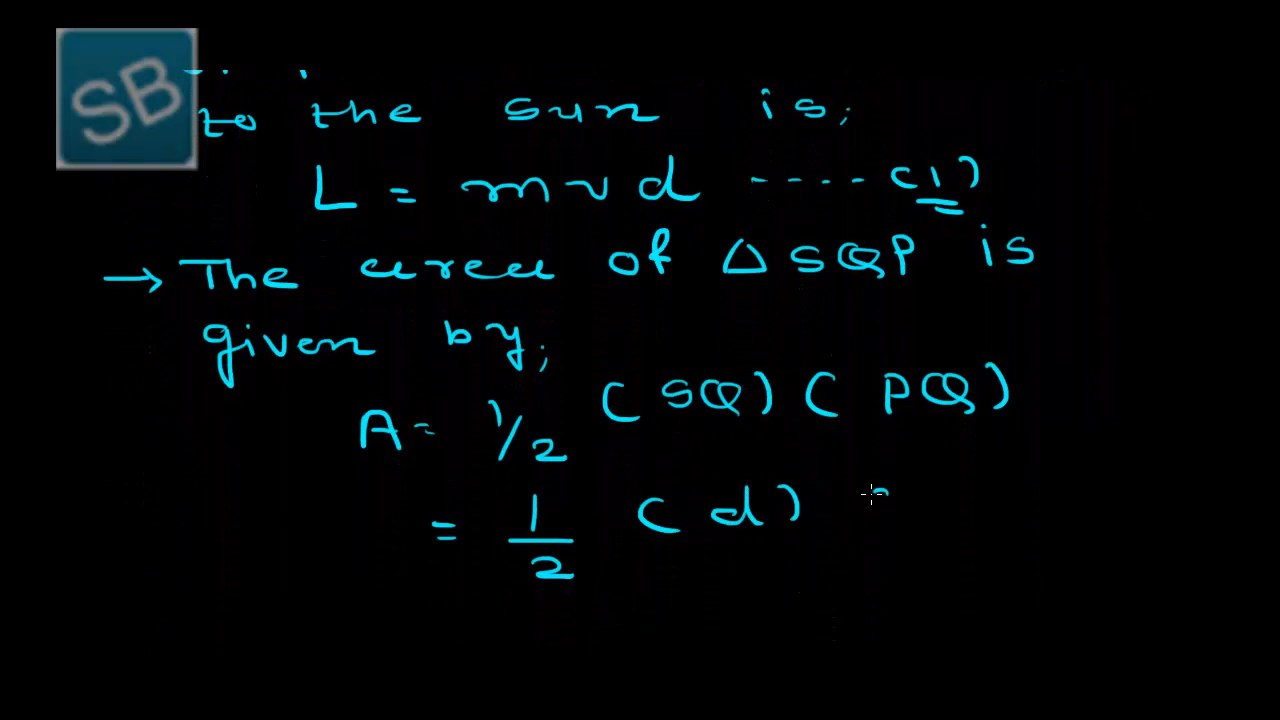 SB
to the sun is;
L = mvd ---- (1)
→ The area of △ SQP is
given by;
A = 1/2 (SQ) ( PQ)
= 1/2 (d)